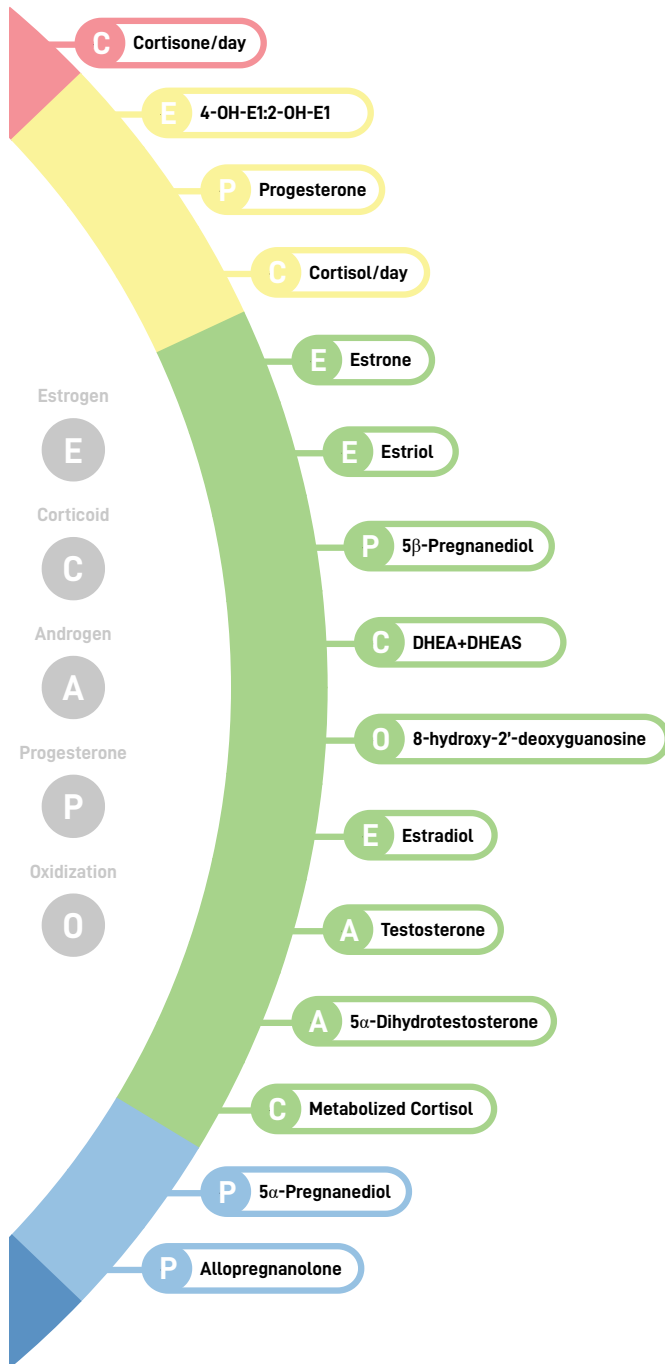 C Cortisone/day
E 4-OH-E1:2-OH-E1
P Progesterone
C Cortisol/day
E Estrone
E Estriol
P 5β-Pregnanediol
C DHEA+DHEAS
O 8-hydroxy-2'-deoxyguanosine
E Estradiol
A Testosterone
A 5α-Dihydrotestosterone
C Metabolized Cortisol
P 5α-Pregnanediol
P Allopregnanolone
Estrogen
E
Corticoid
C
Androgen
A
Progesterone
P
Oxidization
O